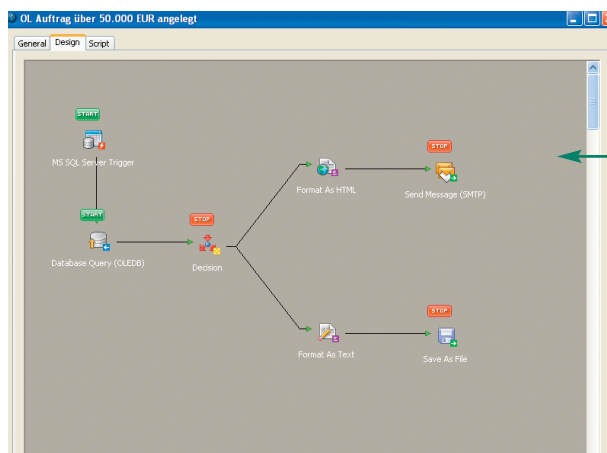 OL Auftrag über 50.000 EUR angelegt
General Design Script
START
MS SQL Server Trigger
START
Database Query (OLEDB)
STOP
Decision
Format As HTML
STOP
Send Message (SMTP)
Format As Text
STOP
Save As File